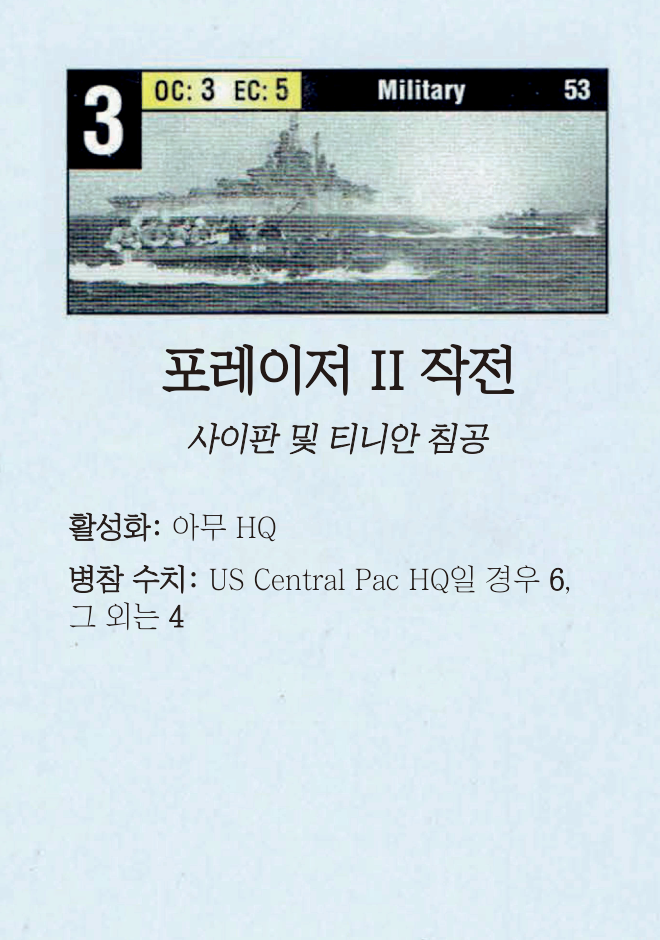 3 OC: 3 EC: 5 Military 53
포레이저 II 작전
사이판 및 티니안 침공
활성화: 아무 HQ
병참 수치: US Central Pac HQ일 경우 6,
그 외는 4